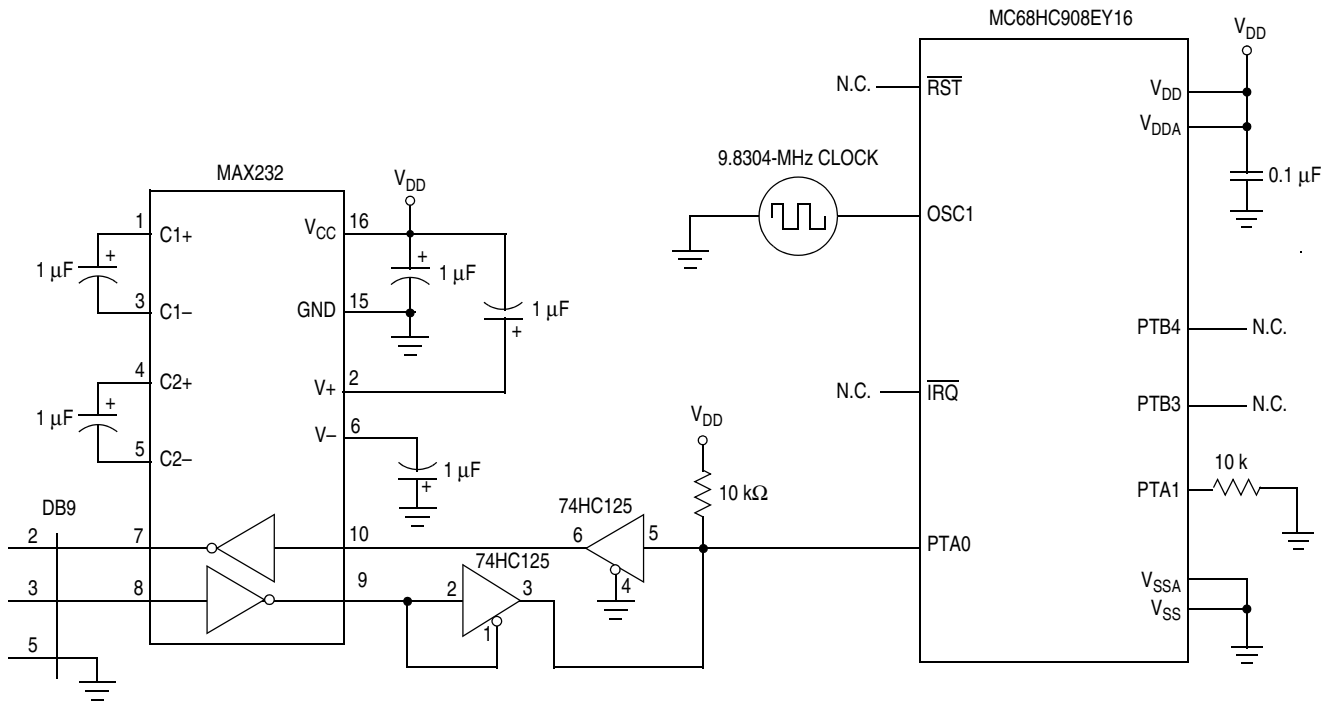 MC68HC908EY16
VDD
N.C.
RST
VDD
VDDA
9.8304-MHz CLOCK
0.1 µF
MAX232
VDD
OSC1
1
C1+
VCC
16
1 µF
+
+
1 µF
3
C1–
GND
15
1 µF
+
PTB4
N.C.
4
C2+
V+
2
N.C.
IRQ
PTB3
N.C.
1 µF
+
VDD
V–
6
5
C2–
1 µF
+
10 k
10 kΩ
PTA1
DB9
74HC125
2
7
10
6
5
PTA0
74HC125
4
3
8
9
2
3
1
VSSA
VSS
5